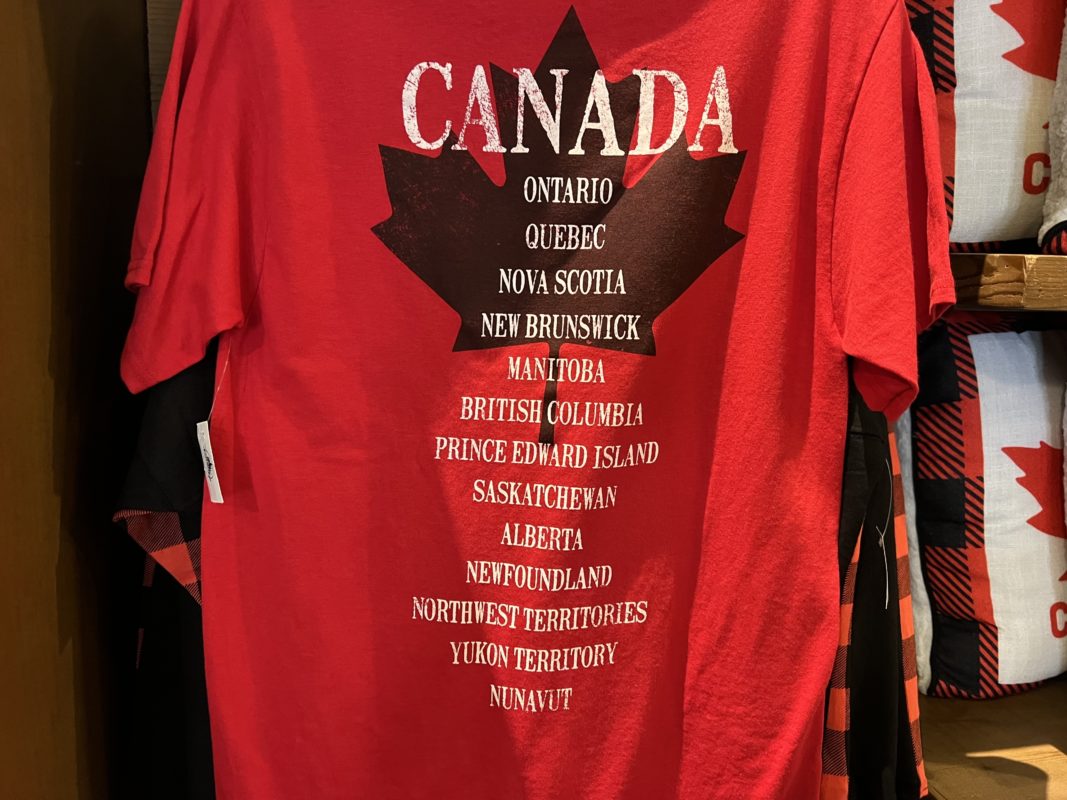 CANADA
ONTARIO
QUEBEC
NOVA SCOTIA
NEW BRUNSWICK
MANITOBA
BRITISH COLUMBIA
PRINCE EDWARD ISLAND
SASKATCHEWAN
ALBERTA
NEWFOUNDLAND
NORTHWEST TERRITORIES
YUKON TERRITORY
NUNAVUT